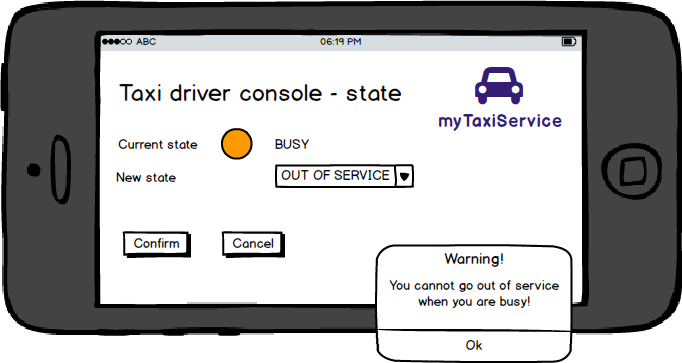 ABC 06:19 PM
Taxi driver console - state
myTaxiService
Current state BUSY
New state OUT OF SERVICE
Confirm Cancel
Warning!
You cannot go out of service
when you are busy!
Ok